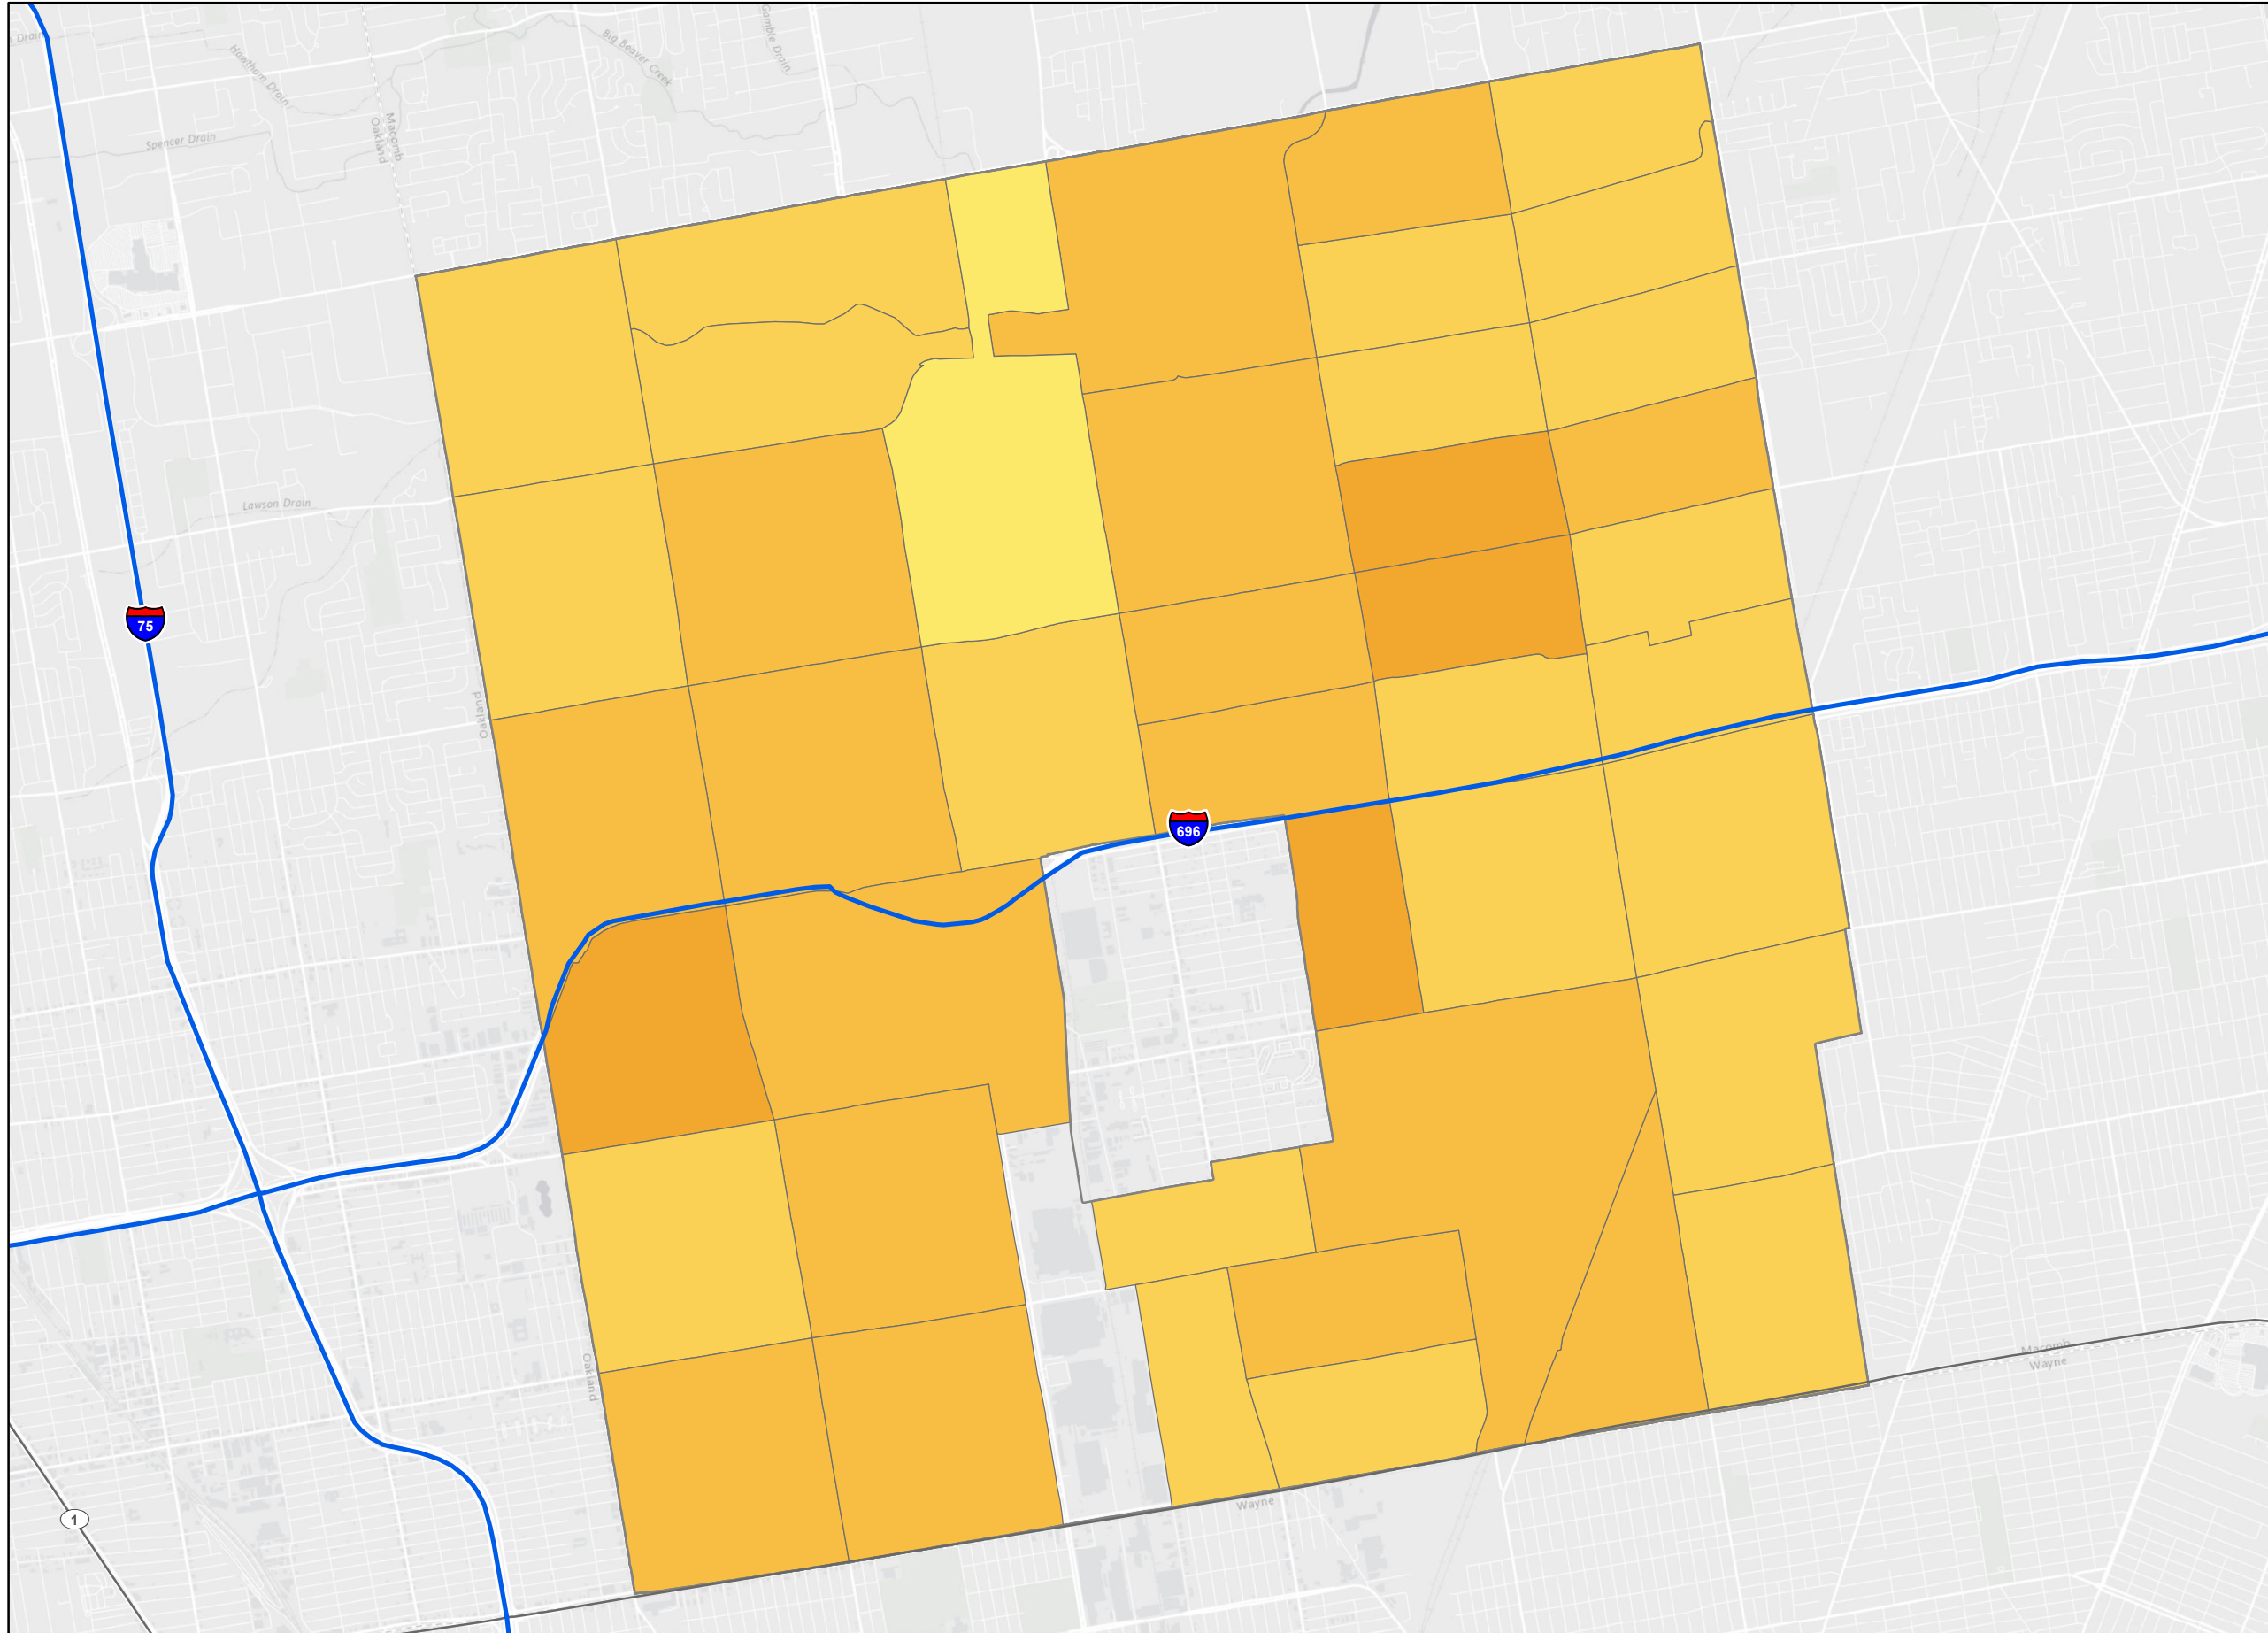 Drain
Hawthorn Drain
Big Beaver Creek
Gamble Drain
Spencer Drain
Macomb
Oakland
Lawson Drain
75
Oakland
696
Oakland
Macomb
Wayne
Wayne
1